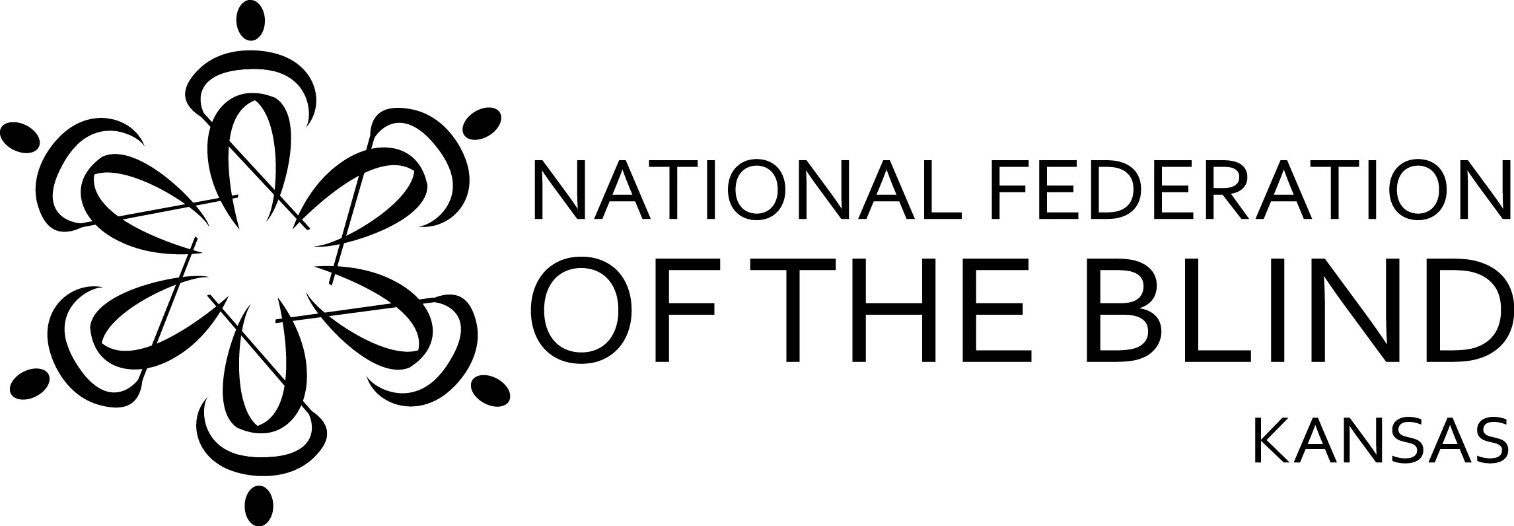 NATIONAL FEDERATION
OF THE BLIND
KANSAS